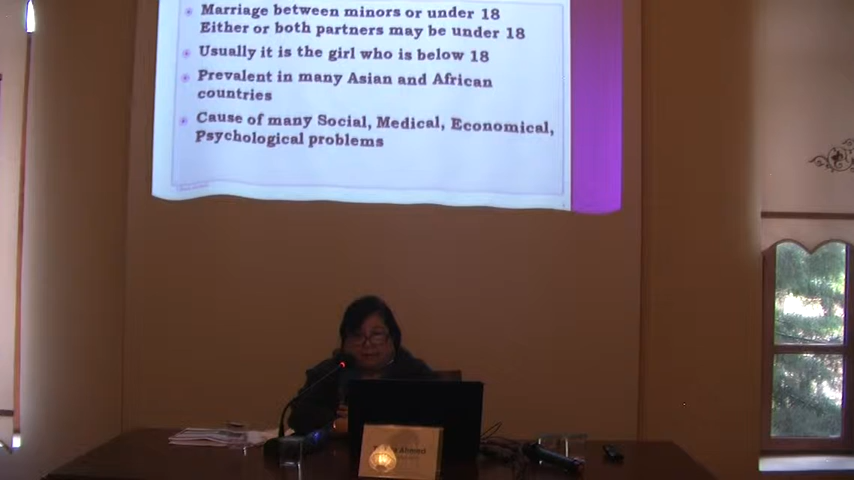 Marriage between minors or under 18
Either or both partners may be under 18
Usually it is the girl who is below 18
Prevalent in many Asian and African
countries
Cause of many Social, Medical, Economical,
Psychological problems
Ahmed